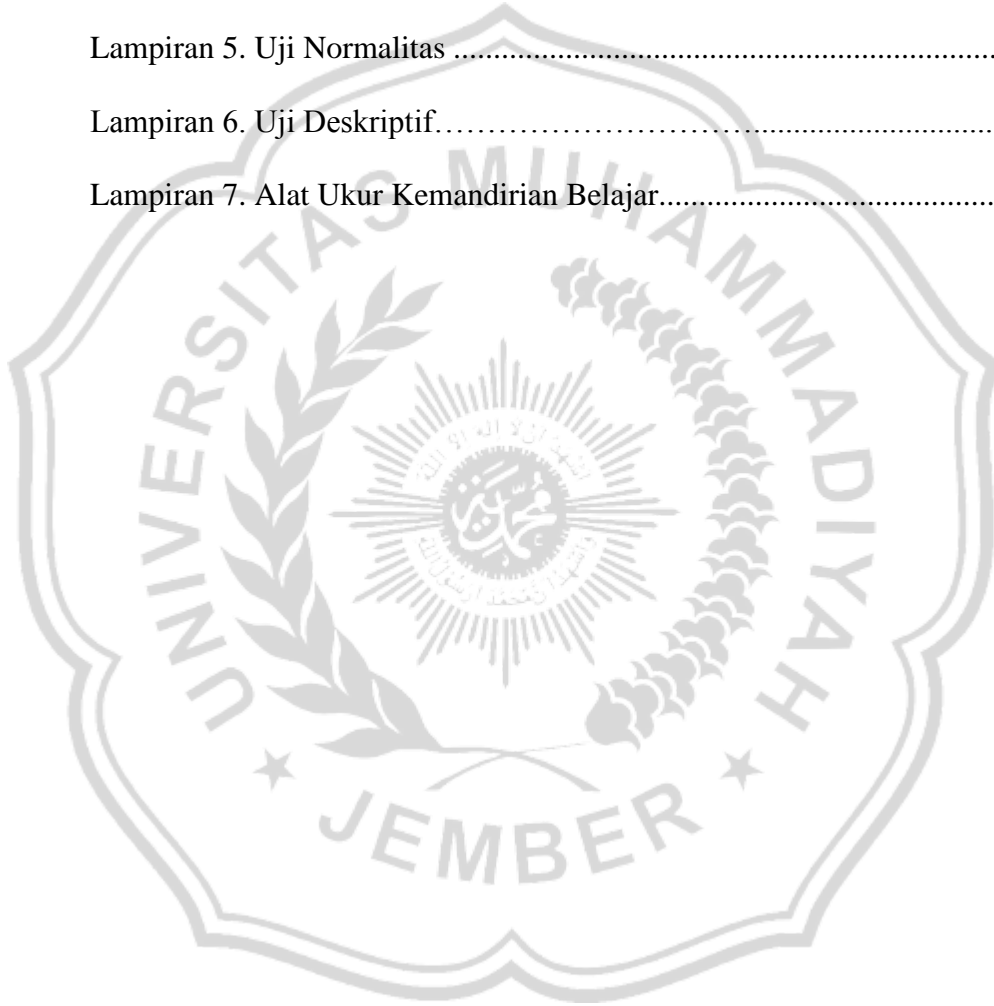 Lampiran 5. Uji Normalitas ....................................................................
Lampiran 6. Uji Deskriptif…………………………...............................
Lampiran 7. Alat Ukur Kemandirian Belajar..........................................
UNIVERSITAS MUHAMMADIYAH
JEMBER